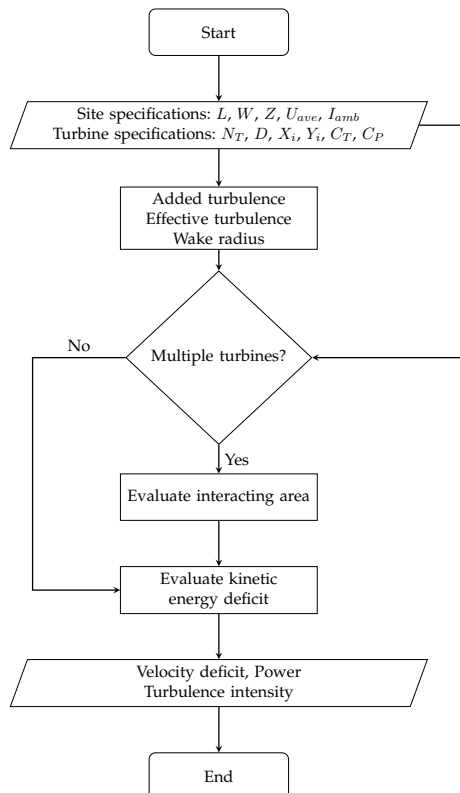 Start
Site specifications: L, W, Z, U_ave, I_amb
Turbine specifications: N_T, D, X_i, Y_i, C_T, C_P
Added turbulence
Effective turbulence
Wake radius
Multiple turbines?
No
Yes
Evaluate interacting area
Evaluate kinetic
energy deficit
Velocity deficit, Power
Turbulence intensity
End